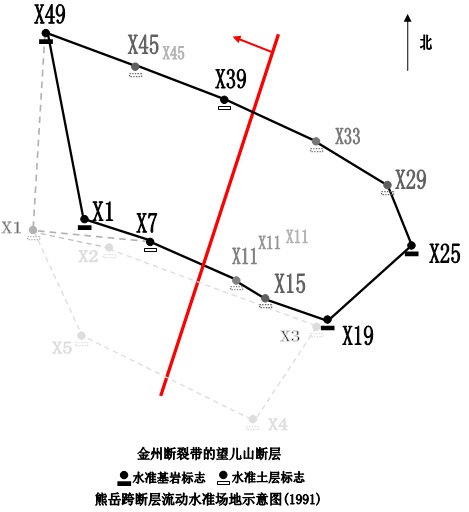 X49
北
X45 X45
X39
X33
X29
X1 X7
X1
X11 X11 X11
X2
X25
X15
X3 X19
X5
X4
金州断裂带的望儿山断层
水准基岩标志 水准土层标志
熊岳跨断层流动水准场地示意图(1991)